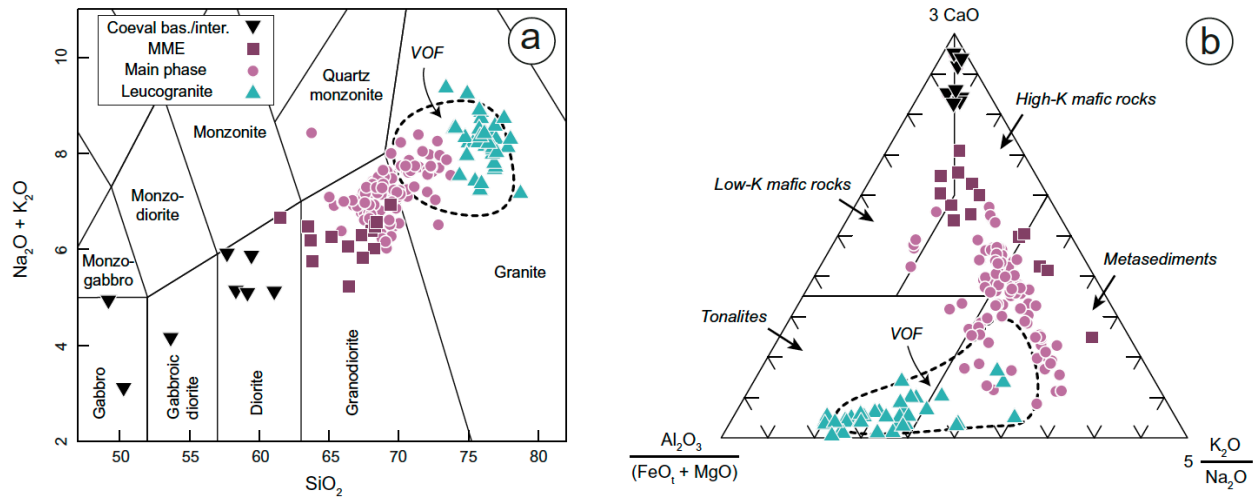 Coeval bas./inter.
MME
Main phase
Leucogranite
a
VOF
Quartz
monzonite
Monzonite
Monzo-
diorite
Monzo-
gabbro
Gabbro
Gabbroic
diorite
Diorite
Granodiorite
Granite
10
8
6
4
2
Na₂O + K₂O
50
55
60
65
70
75
80
SiO₂
b
3 CaO
High-K mafic rocks
Low-K mafic rocks
Metasediments
Tonalites
VOF
Al₂O₃
(FeOₜ + MgO)
5 K₂O
Na₂O